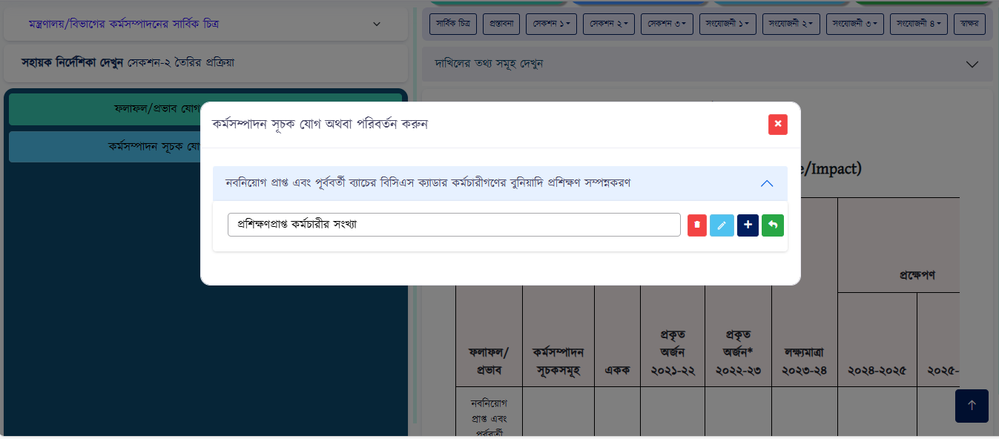 মন্ত্রণালয়/বিভাগের কর্মসম্পাদনের সার্বিক চিত্র
সহায়ক নির্দেশিকা দেখুন সেকশন-২ তৈরির প্রক্রিয়া
ফলাফল/প্রভাব যোগ
কর্মসম্পাদন সূচক যো
সার্বিক চিত্র
প্রস্তাবনা
সেকশন ১
সেকশন ২
সেকশন ৩
সংযোজনী ১
সংযোজনী ২
সংযোজনী ৩
সংযোজনী ৪
স্বাক্ষর
দাখিলের তথ্য সমূহ দেখুন
কর্মসম্পাদন সূচক যোগ অথবা পরিবর্তন করুন
নবনিয়োগ প্রাপ্ত এবং পূর্ববর্তী ব্যাচের বিসিএস ক্যাডার কর্মচারীগণের বুনিয়াদি প্রশিক্ষণ সম্পন্নকরণ
প্রশিক্ষণপ্রাপ্ত কর্মচারীর সংখ্যা
e/Impact)
প্রক্ষেপণ
ফলাফল/
প্রভাব
কর্মসম্পাদন
সূচকসমূহ
একক
প্রকৃত
অর্জন
২০২১-২২
প্রকৃত
অর্জন*
২০২২-২৩
লক্ষ্যমাত্রা
২০২৩-২৪
২০২৪-২০২৫
২০২৫-
নবনিয়োগ
প্রাপ্ত এবং
পূর্ববর্তী